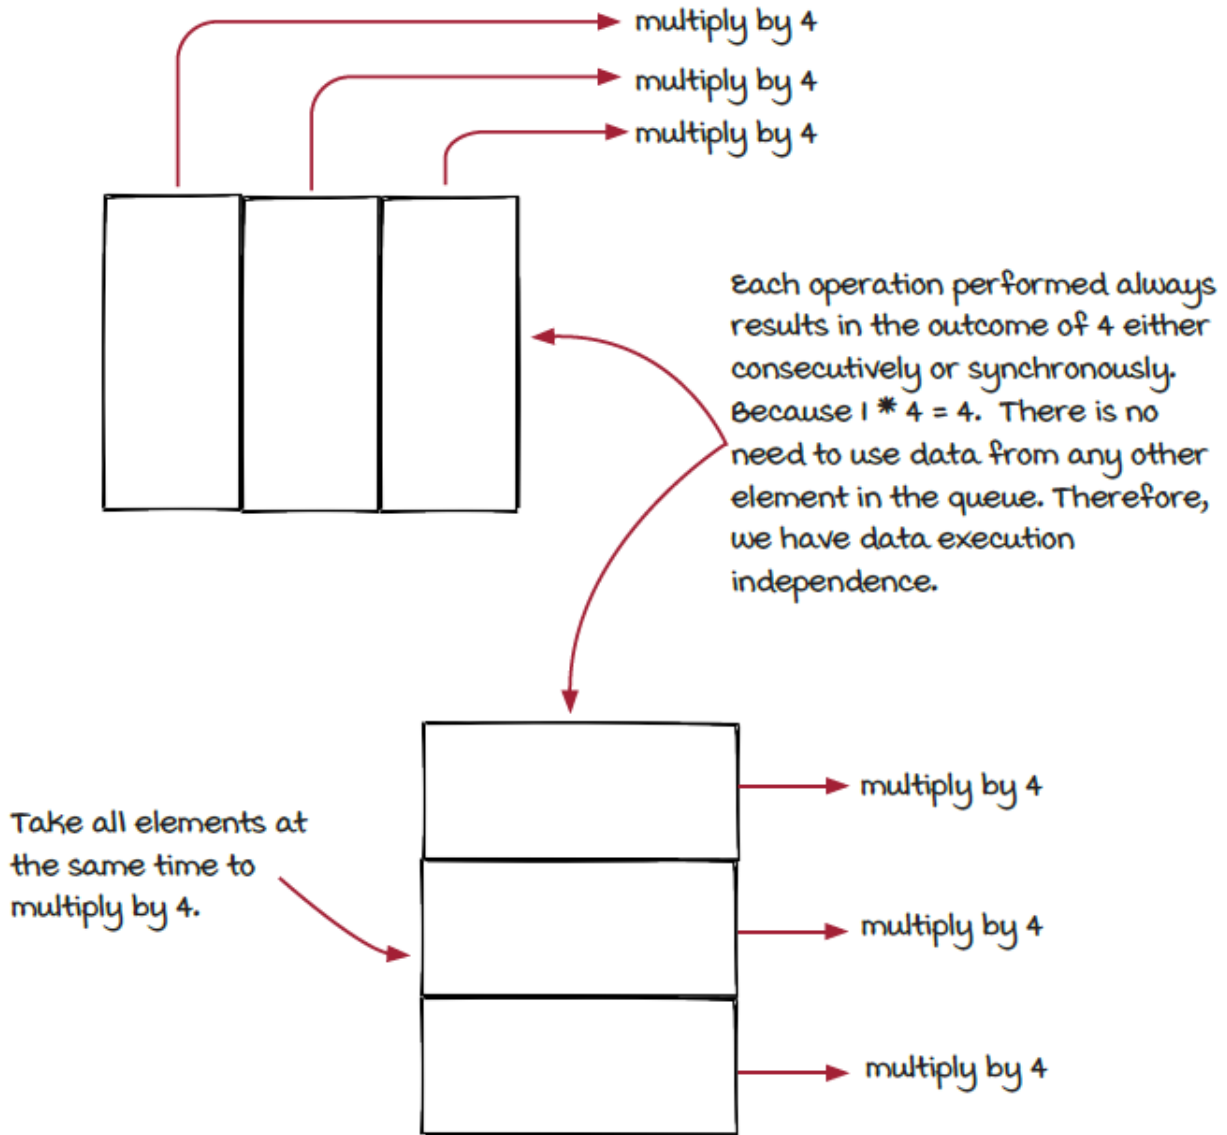 multiply by 4
multiply by 4
multiply by 4
Each operation performed always
results in the outcome of 4 either
consecutively or synchronously.
Because 1 * 4 = 4. There is no
need to use data from any other
element in the queue. Therefore,
we have data execution
independence.
multiply by 4
Take all elements at
the same time to
multiply by 4.
multiply by 4
multiply by 4